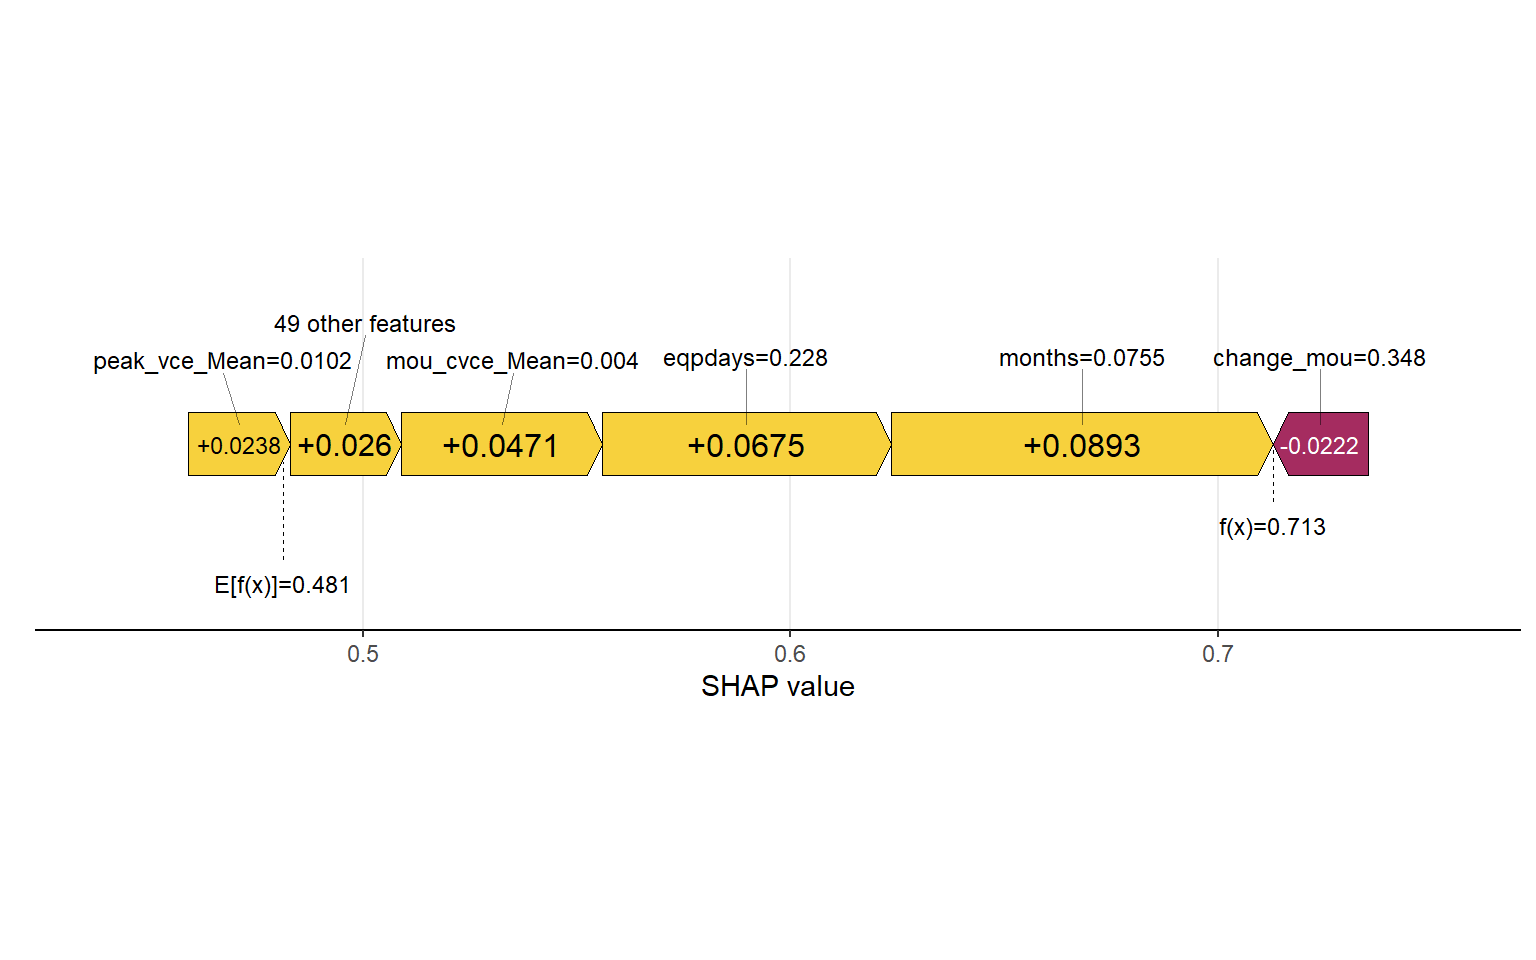 49 other features
peak_vce_Mean=0.0102
mou_cvce_Mean=0.004
eqpdays=0.228
months=0.0755
change_mou=0.348
+0.0238
+0.026
+0.0471
+0.0675
+0.0893
-0.0222
f(x)=0.713
E[f(x)]=0.481
0.5
0.6
0.7
SHAP value